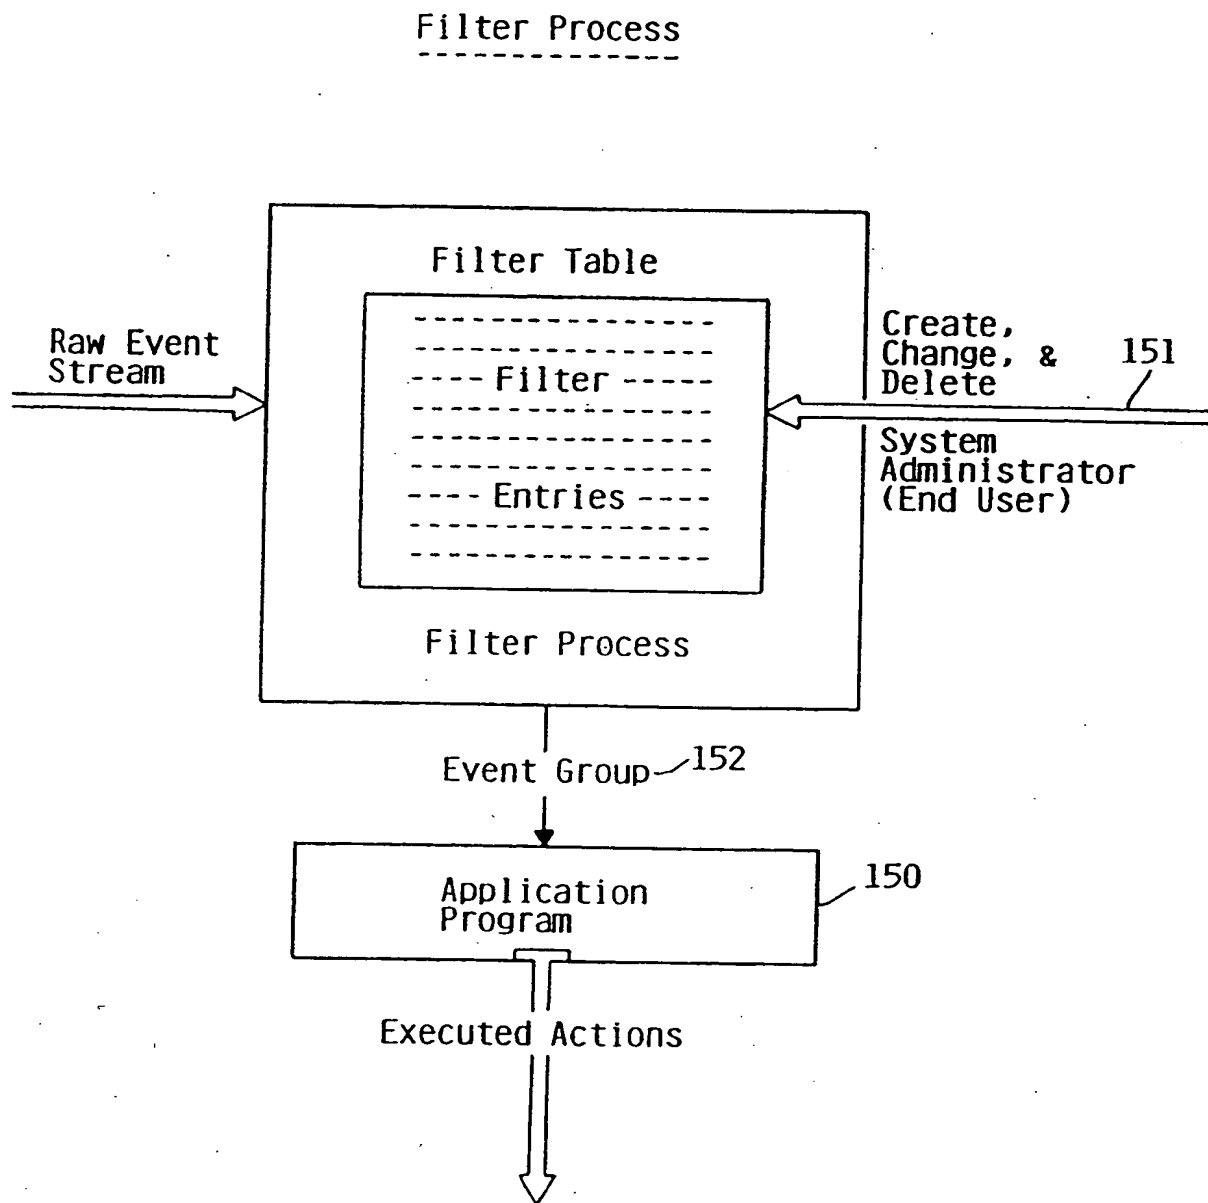 Filter Process
Filter Table
Raw Event
Stream
Filter
Entries
Create,
Change, &
Delete
151
System
Administrator
(End User)
Filter Process
Event Group
152
Application
Program
150
Executed Actions